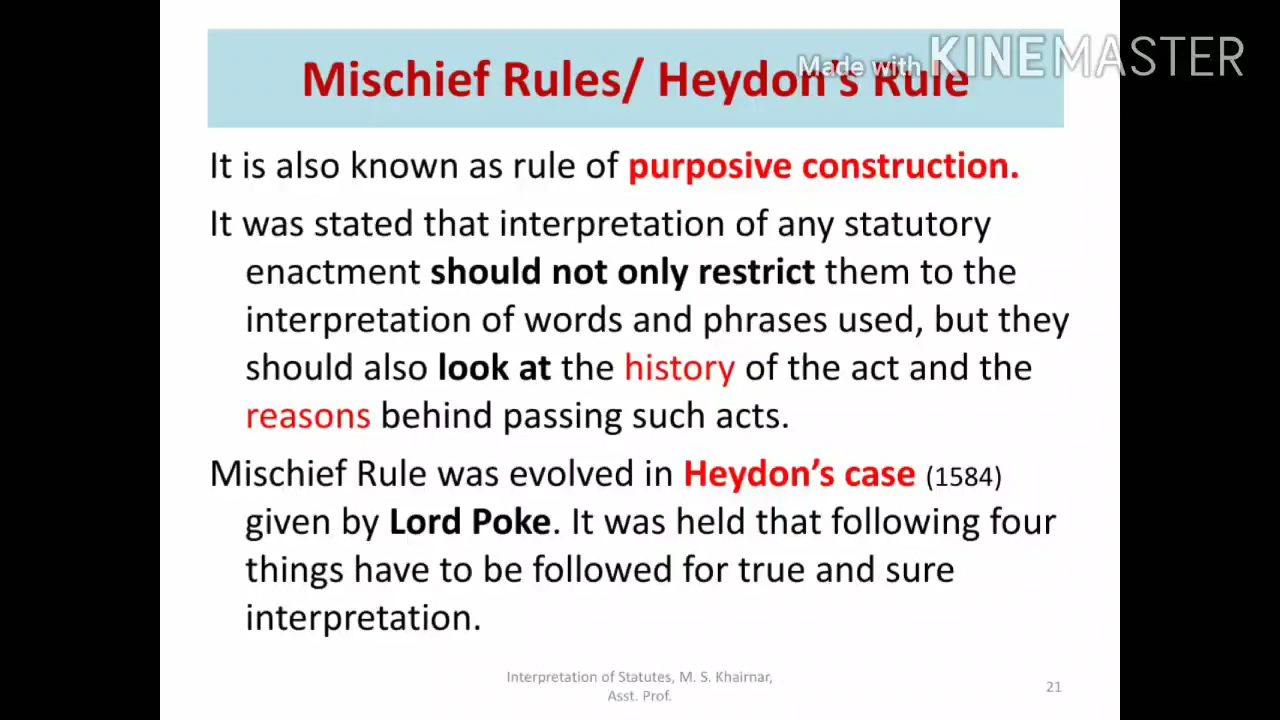 Made with KINEMASTER
Mischief Rules/ Heydon's Rule
It is also known as rule of purposive construction.
It was stated that interpretation of any statutory
enactment should not only restrict them to the
interpretation of words and phrases used, but they
should also look at the history of the act and the
reasons behind passing such acts.
Mischief Rule was evolved in Heydon’s case (1584)
given by Lord Poke. It was held that following four
things have to be followed for true and sure
interpretation.
Interpretation of Statutes, M. S. Khairnar,
Asst. Prof.
21